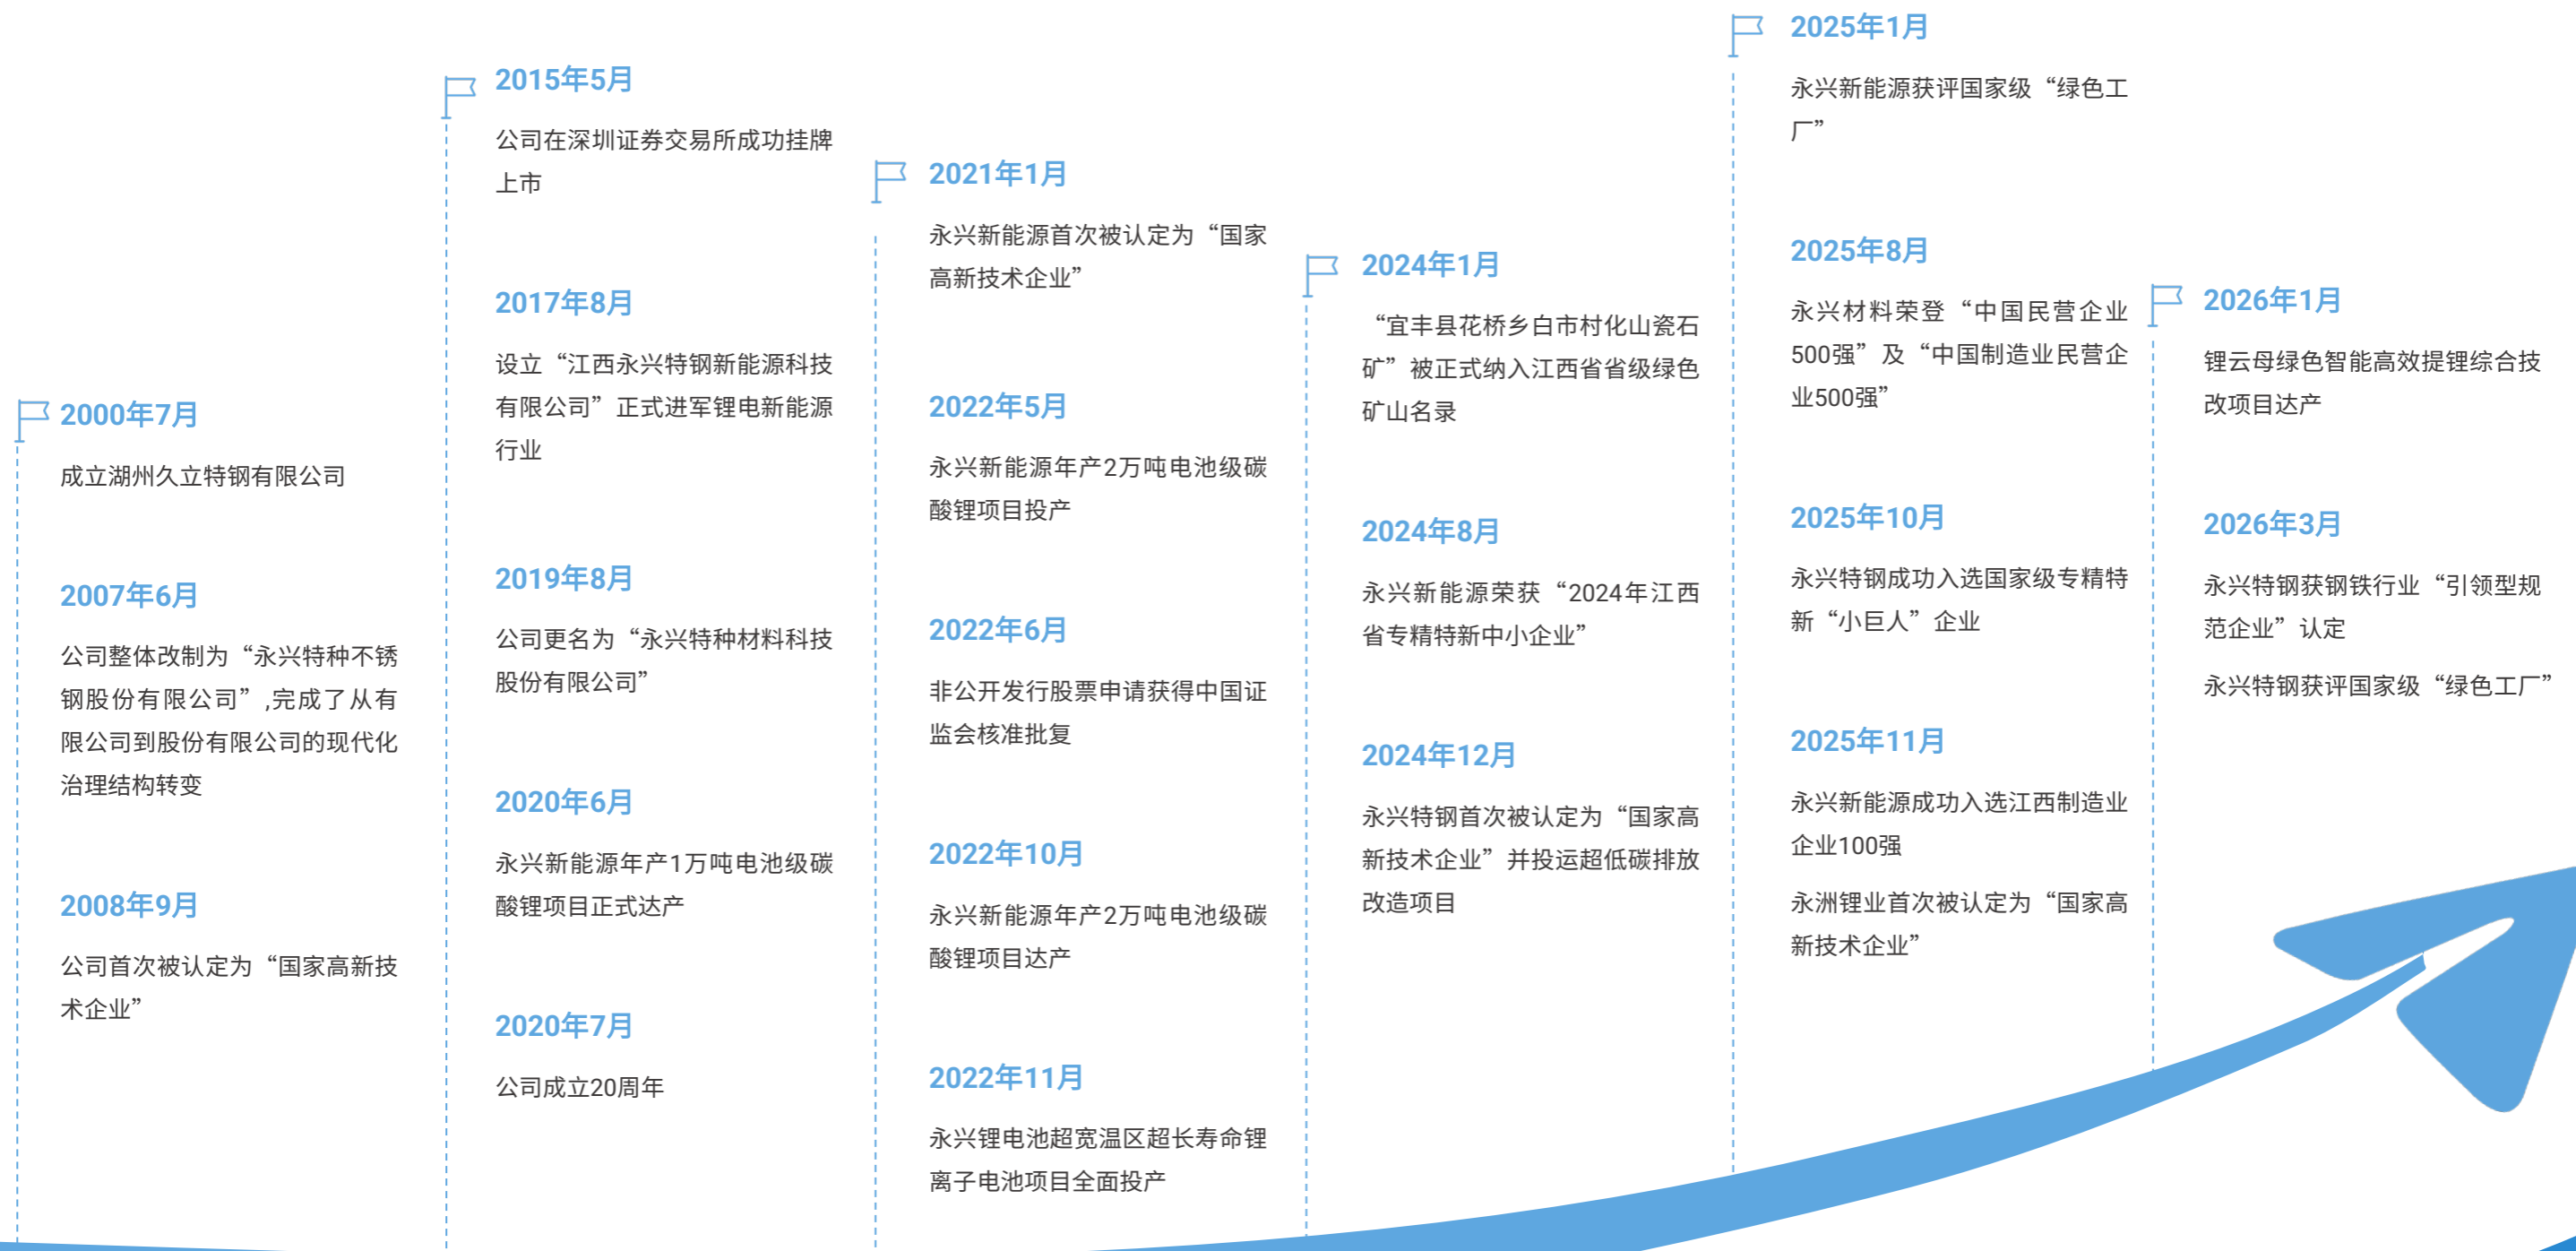 2000年7月
成立湖州久立特钢有限公司
2007年6月
公司整体改制为“永兴特种不锈
钢股份有限公司”,完成了从有
限公司到股份有限公司的现代化
治理结构转变
2008年9月
公司首次被认定为“国家高新技
术企业”
2015年5月
公司在深圳证券交易所成功挂牌
上市
2017年8月
设立“江西永兴特钢新能源科技
有限公司”正式进军锂电新能源
行业
2019年8月
公司更名为“永兴特种材料科技
股份有限公司”
2020年6月
永兴新能源年产1万吨电池级碳
酸锂项目正式达产
2020年7月
公司成立20周年
2021年1月
永兴新能源首次被认定为“国家
高新技术企业”
2022年5月
永兴新能源年产2万吨电池级碳
酸锂项目投产
2022年6月
非公开发行股票申请获得中国证
监会核准批复
2022年10月
永兴新能源年产2万吨电池级碳
酸锂项目达产
2022年11月
永兴锂电池超宽温区超长寿命锂
离子电池项目全面投产
2024年1月
“宜丰县花桥乡白市村化山瓷石
矿”被正式纳入江西省省级绿色
矿山名录
2024年8月
永兴新能源荣获“2024年江西
省专精特新中小企业”
2024年12月
永兴特钢首次被认定为“国家高
新技术企业”并投运超低碳排放
改造项目
2025年1月
永兴新能源获评国家级“绿色工
厂”
2025年8月
永兴材料荣登“中国民营企业
500强”及“中国制造业民营企
业500强”
2025年10月
永兴特钢成功入选国家级专精特
新“小巨人”企业
2025年11月
永兴新能源成功入选江西制造业
企业100强
永洲锂业首次被认定为“国家高
新技术企业”
2026年1月
锂云母绿色智能高效提锂综合技
改项目达产
2026年3月
永兴特钢获钢铁行业“引领型规
范企业”认定
永兴特钢获评国家级“绿色工厂”